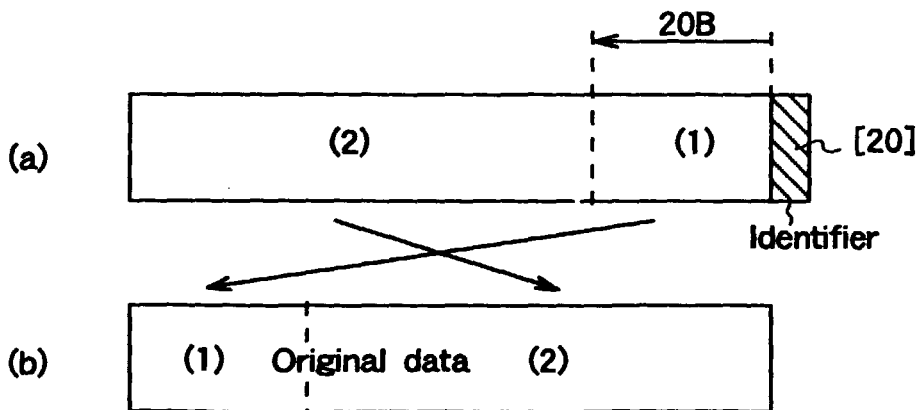 20B
(a) (2) (1) [20]
Identifier
(b) (1) Original data (2)